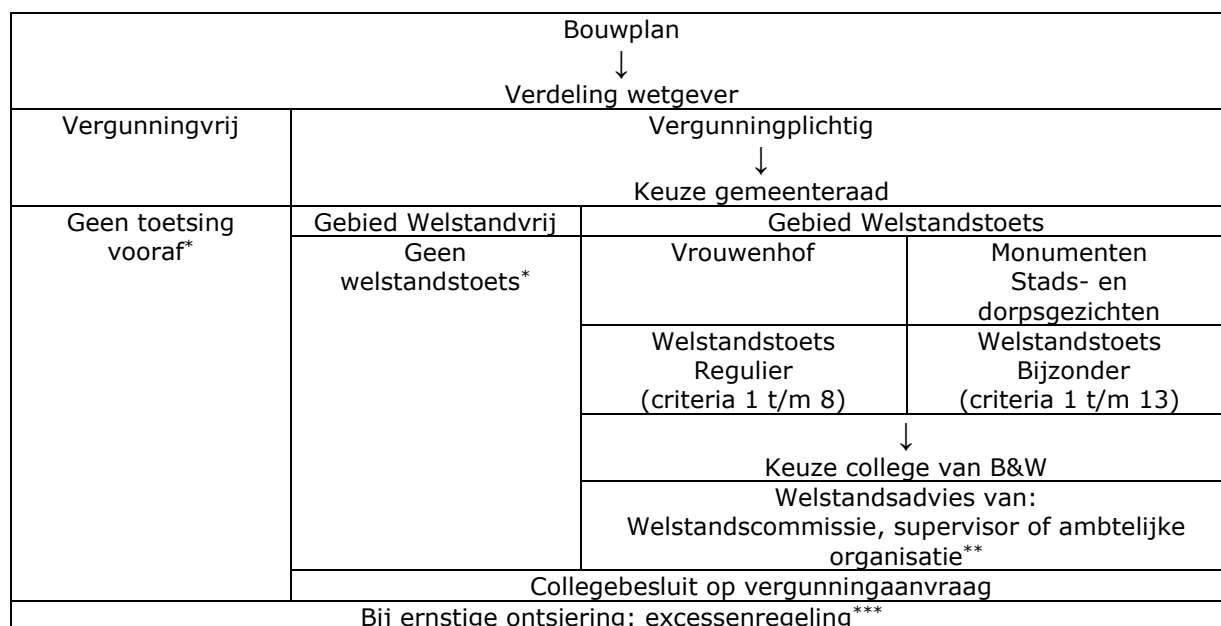 Bouwplan
↓
Verdeling wetgever
Vergunningvrij
Vergunningplichtig
↓
Keuze gemeenteraad
Geen toetsing
vooraf*
Gebied Welstandvrij
Gebied Welstandstoets
Geen
welstandstoets*
Vrouwenhof
Monumenten
Stads- en
dorpsgezichten
Welstandstoets
Regulier
(criteria 1 t/m 8)
Welstandstoets
Bijzonder
(criteria 1 t/m 13)
↓
Keuze college van B&W
Welstandsadvies van:
Welstandscommissie, supervisor of ambtelijke
organisatie**
Collegebesluit op vergunningaanvraag
Bij ernstige ontsiering: excessenregeling***